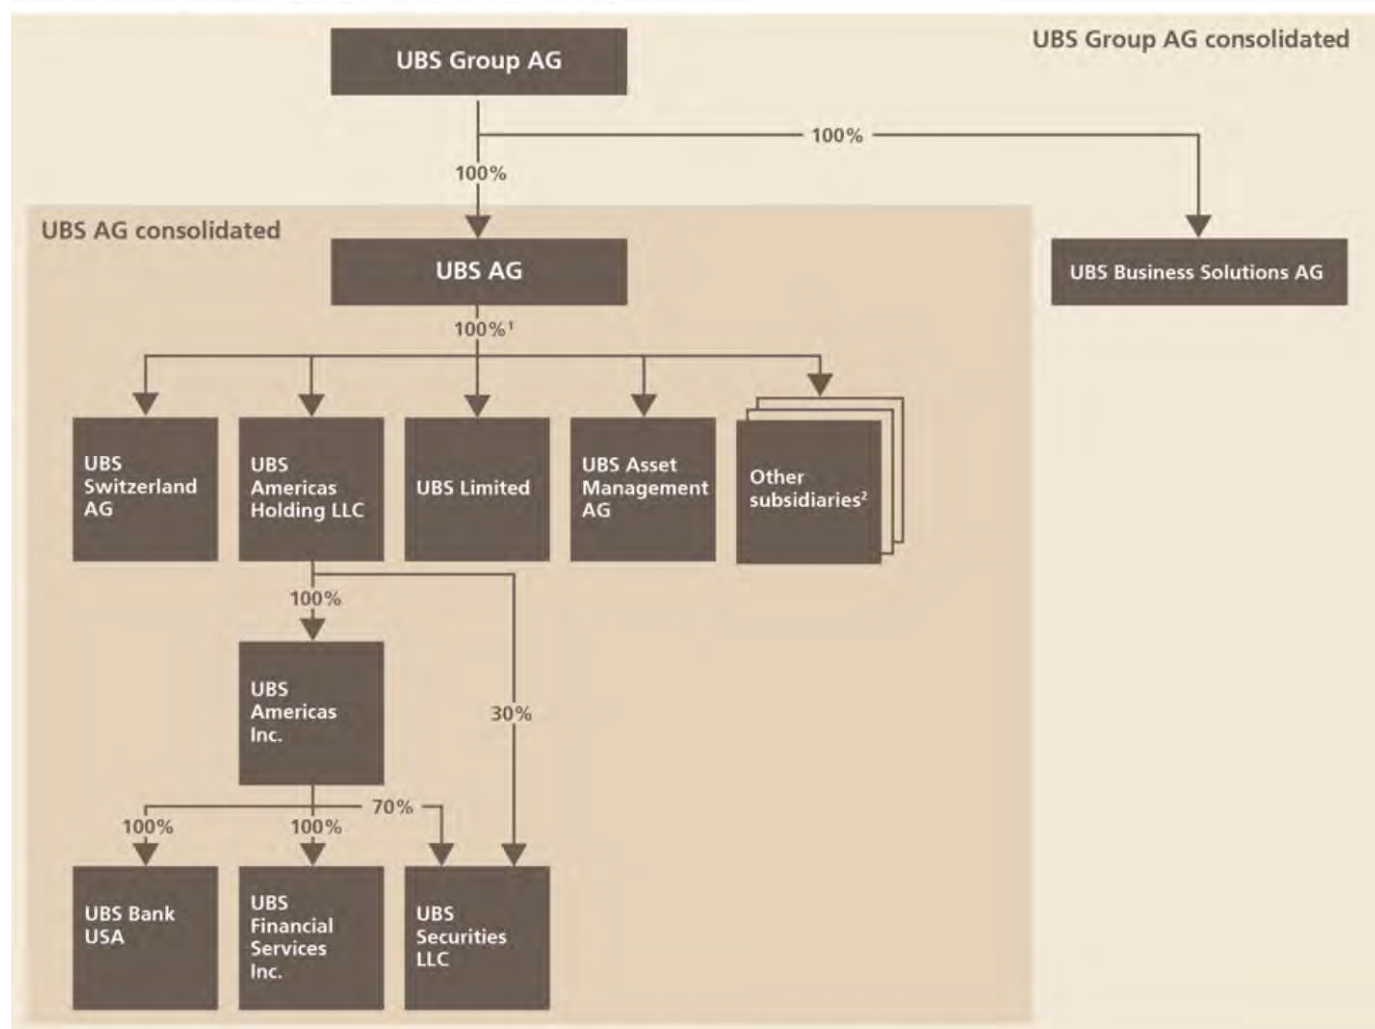 UBS Group AG consolidated
UBS Group AG
100%
100%
UBS AG consolidated
UBS AG
UBS Business Solutions AG
100%¹
UBS
Switzerland
AG
UBS
Americas
Holding LLC
UBS Limited
UBS Asset
Management
AG
Other
subsidiaries²
100%
UBS
Americas
Inc.
30%
70%
100%
100%
UBS Bank
USA
UBS
Financial
Services
Inc.
UBS
Securities
LLC